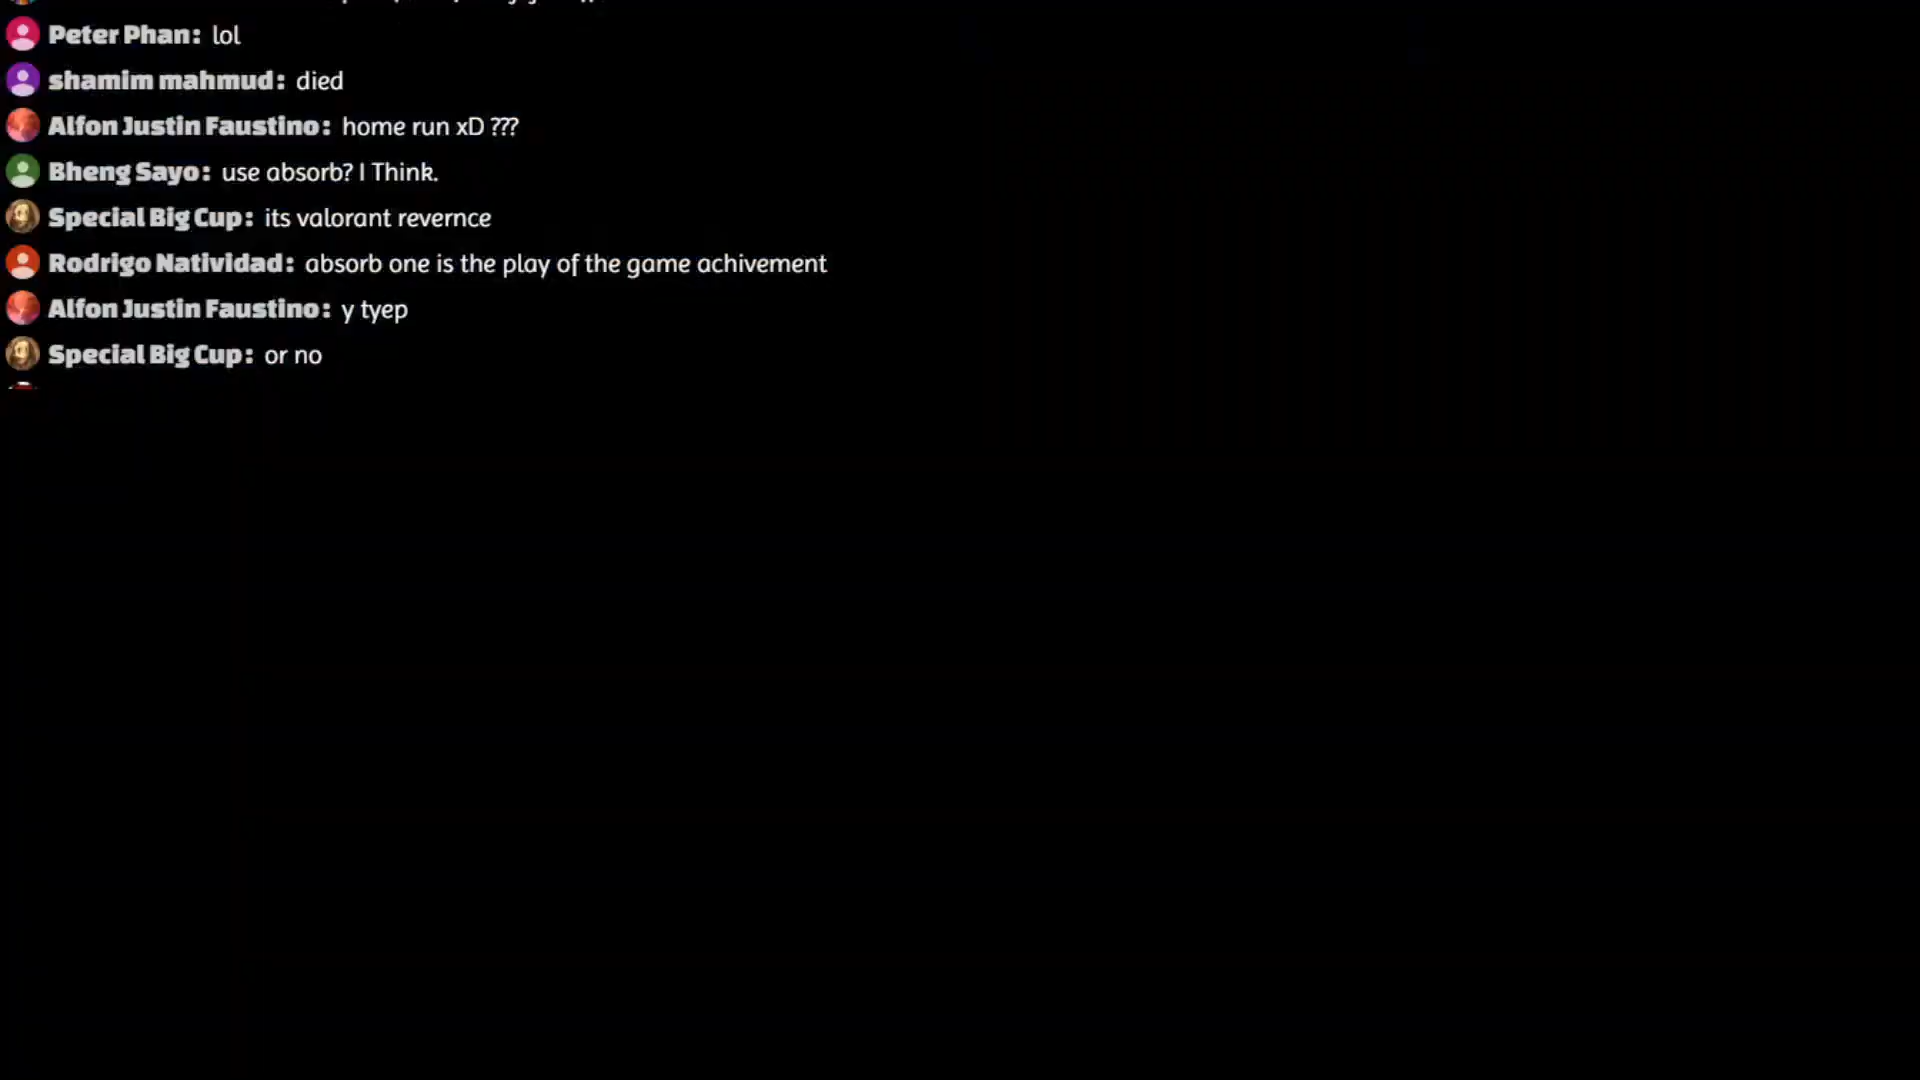 Peter Phan: lol
shamim mahmud: died
Alfon Justin Faustino: home run xD ???
Bheng Sayo: use absorb? I Think.
Special Big Cup: its valorant revernce
Rodrigo Natividad: absorb one is the play of the game achivement
Alfon Justin Faustino: y tyep
Special Big Cup: or no